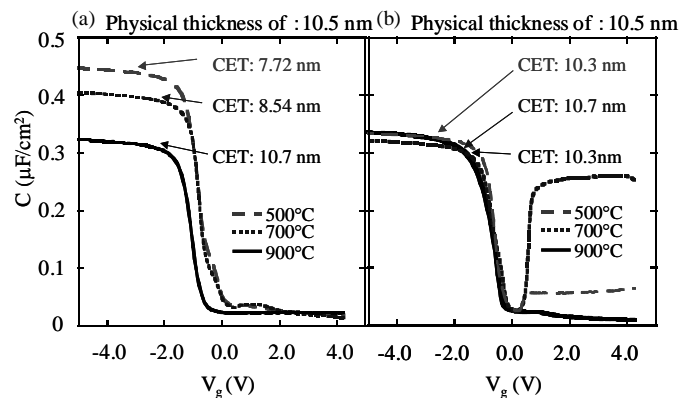 (a) Physical thickness of : 10.5 nm
(b) Physical thickness of : 10.5 nm
0.5
0.4
0.3
0.2
0.1
0
C (μF/cm²)
CET: 7.72 nm
CET: 8.54 nm
CET: 10.7 nm
500°C
700°C
900°C
-4.0 -2.0 0.0 2.0 4.0
Vg (V)
CET: 10.3 nm
CET: 10.7 nm
CET: 10.3nm
500°C
700°C
900°C
-4.0 -2.0 0.0 2.0 4.0
Vg (V)